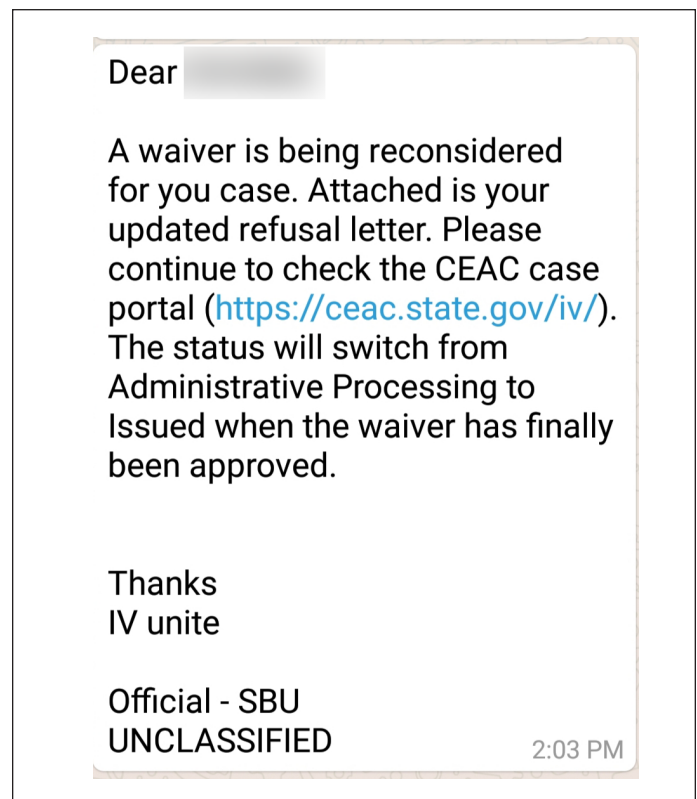 Dear
A waiver is being reconsidered
for you case. Attached is your
updated refusal letter. Please
continue to check the CEAC case
portal (https://ceac.state.gov/iv/).
The status will switch from
Administrative Processing to
Issued when the waiver has finally
been approved.
Thanks
IV unite
Official - SBU
UNCLASSIFIED
2:03 PM